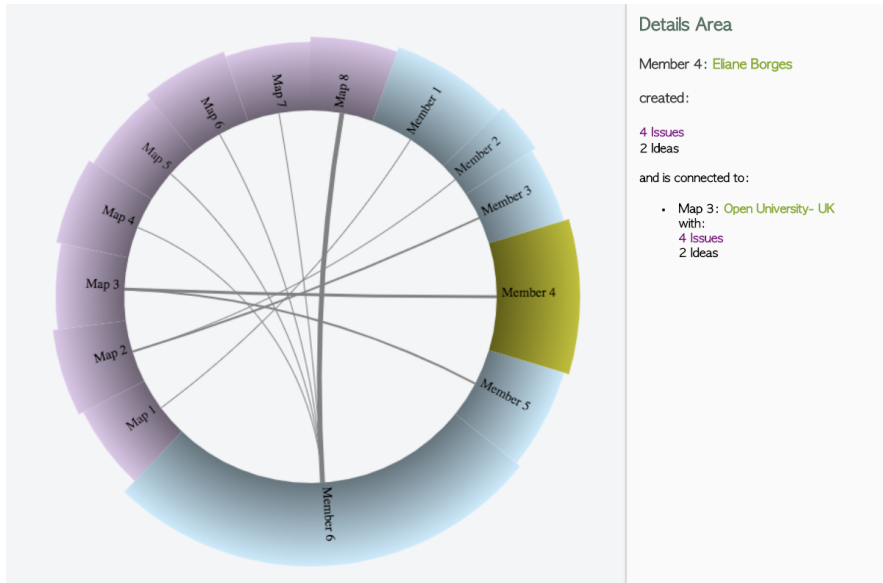 Details Area
Member 4: Eliane Borges
created:
4 Issues
2 Ideas
and is connected to:
• Map 3: Open University- UK
with:
4 Issues
2 Ideas
Map 8
Member 1
Member 2
Member 3
Member 4
Member 5
Member 6
Map 1
Map 2
Map 3
Map 4
Map 5
Map 6
Map 7